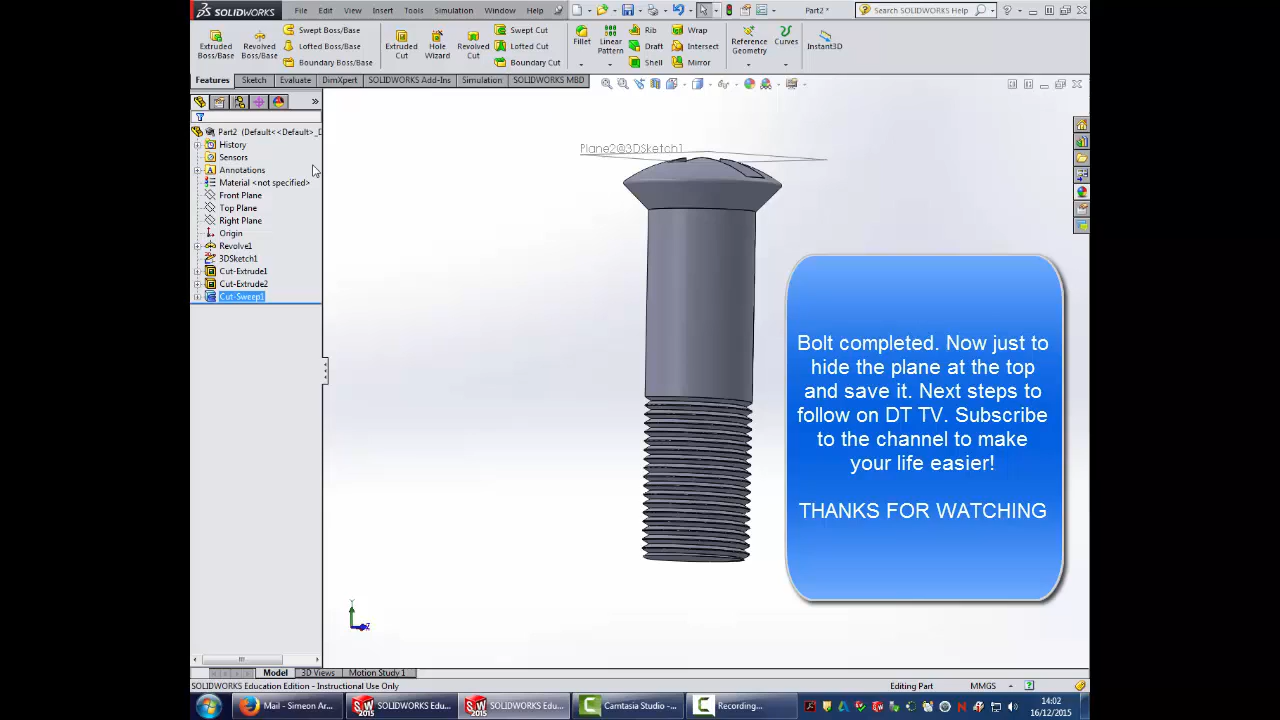 SOLIDWORKS
File
Edit
View
Insert
Tools
Simulation
Window
Help
Part2 *
Search SOLIDWORKS Help
Extruded Boss/Base
Revolved Boss/Base
Swept Boss/Base
Lofted Boss/Base
Boundary Boss/Base
Extruded Cut
Hole Wizard
Revolved Cut
Swept Cut
Lofted Cut
Boundary Cut
Fillet
Linear Pattern
Rib
Draft
Shell
Wrap
Intersect
Mirror
Reference Geometry
Curves
Instant3D
Features
Sketch
Evaluate
DimXpert
SOLIDWORKS Add-Ins
Simulation
SOLIDWORKS MBD
Part2 (Default<<Default>_D
History
Sensors
Annotations
Material <not specified>
Front Plane
Top Plane
Right Plane
Origin
Revolve1
3DSketch1
Cut-Extrude1
Cut-Extrude2
Cut-Sweep1
Plane2@3DSketch1
Bolt completed. Now just to
hide the plane at the top
and save it. Next steps to
follow on DT TV. Subscribe
to the channel to make
your life easier!
THANKS FOR WATCHING
Y
Z
Model
3D Views
Motion Study 1
SOLIDWORKS Education Edition - Instructional Use Only
Editing Part
MMGS
Mail - Simeon Ar...
SOLIDWORKS Edu...
SOLIDWORKS Edu...
Camtasia Studio -...
Recording...
14:02
16/12/2015